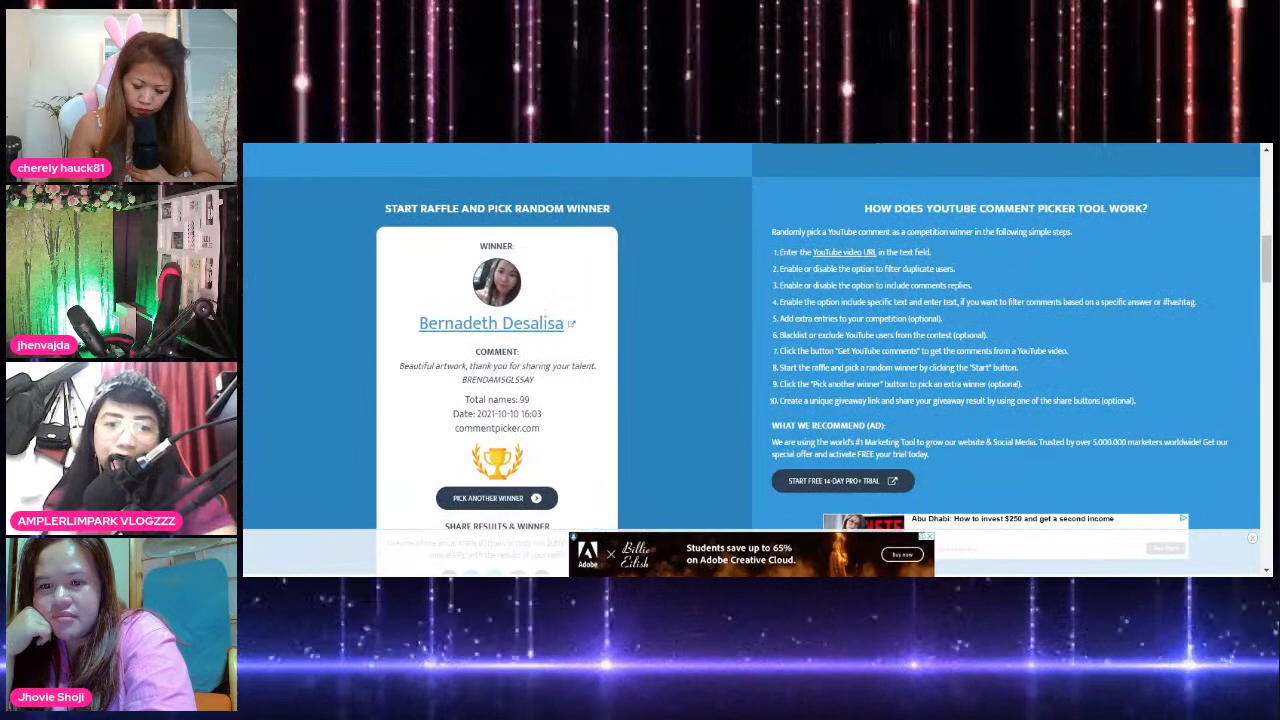 cherely hauck81
jhenvajda
AMPLERLIMPARK VLOGZZZ
Jhovie Shoji
START RAFFLE AND PICK RANDOM WINNER
WINNER:
Bernadeth Desalisa
COMMENT:
Beautiful artwork, thank you for sharing your talent.
BRENDAMSGLSSAY
Total names: 99
Date: 2021-10-10 16:03
commentpicker.com
PICK ANOTHER WINNER
SHARE RESULTS & WINNER
HOW DOES YOUTUBE COMMENT PICKER TOOL WORK?
Randomly pick a YouTube comment as a competition winner in the following simple steps.
1. Enter the YouTube video URL in the text field.
2. Enable or disable the option to filter duplicate users.
3. Enable or disable the option to include comments replies.
4. Enable the option include specific text and enter text, if you want to filter comments based on a specific answer or #hashtag.
5. Add extra entries to your competition (optional).
6. Blacklist or exclude YouTube users from the contest (optional).
7. Click the button "Get YouTube comments" to get the comments from a YouTube video.
8. Start the raffle and pick a random winner by clicking the "Start" button.
9. Click the "Pick another winner" button to pick an extra winner (optional).
10. Create a unique giveaway link and share your giveaway result by using one of the share buttons (optional).
WHAT WE RECOMMEND (AD):
We are using the world's #1 Marketing Tool to grow our website & Social Media. Trusted by over 5.000.000 marketers worldwide! Get our
special offer and activate FREE your trial today.
START FREE 14-DAY PRO+ TRIAL
Abu Dhabi: How to invest $250 and get a second income
Adobe
Billie
Eilish
Students save up to 65%
on Adobe Creative Cloud.
Buy now